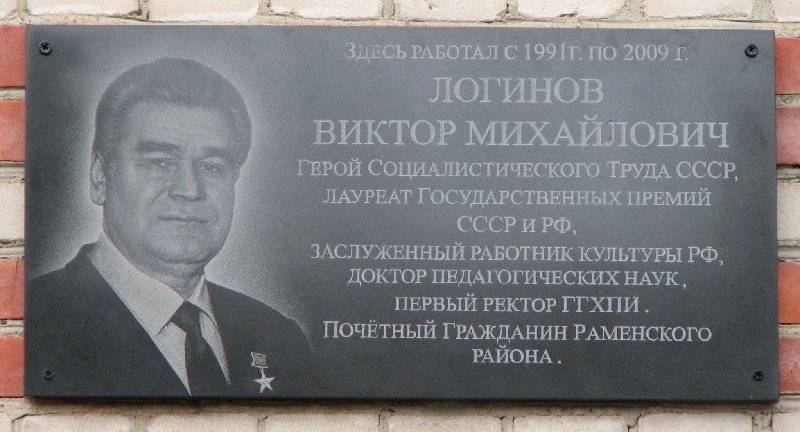 ЗДЕСЬ РАБОТАЛ С 1991Г. ПО 2009 Г.
ЛОГИНОВ
ВИКТОР МИХАЙЛОВИЧ
ГЕРОЙ СОЦИАЛИСТИЧЕСКОГО ТРУДА СССР,
ЛАУРЕАТ ГОСУДАРСТВЕННЫХ ПРЕМИЙ
СССР И РФ,
ЗАСЛУЖЕННЫЙ РАБОТНИК КУЛЬТУРЫ РФ,
ДОКТОР ПЕДАГОГИЧЕСКИХ НАУК,
ПЕРВЫЙ РЕКТОР ГГХПИ.
ПОЧЁТНЫЙ ГРАЖДАНИН РАМЕНСКОГО
РАЙОНА.